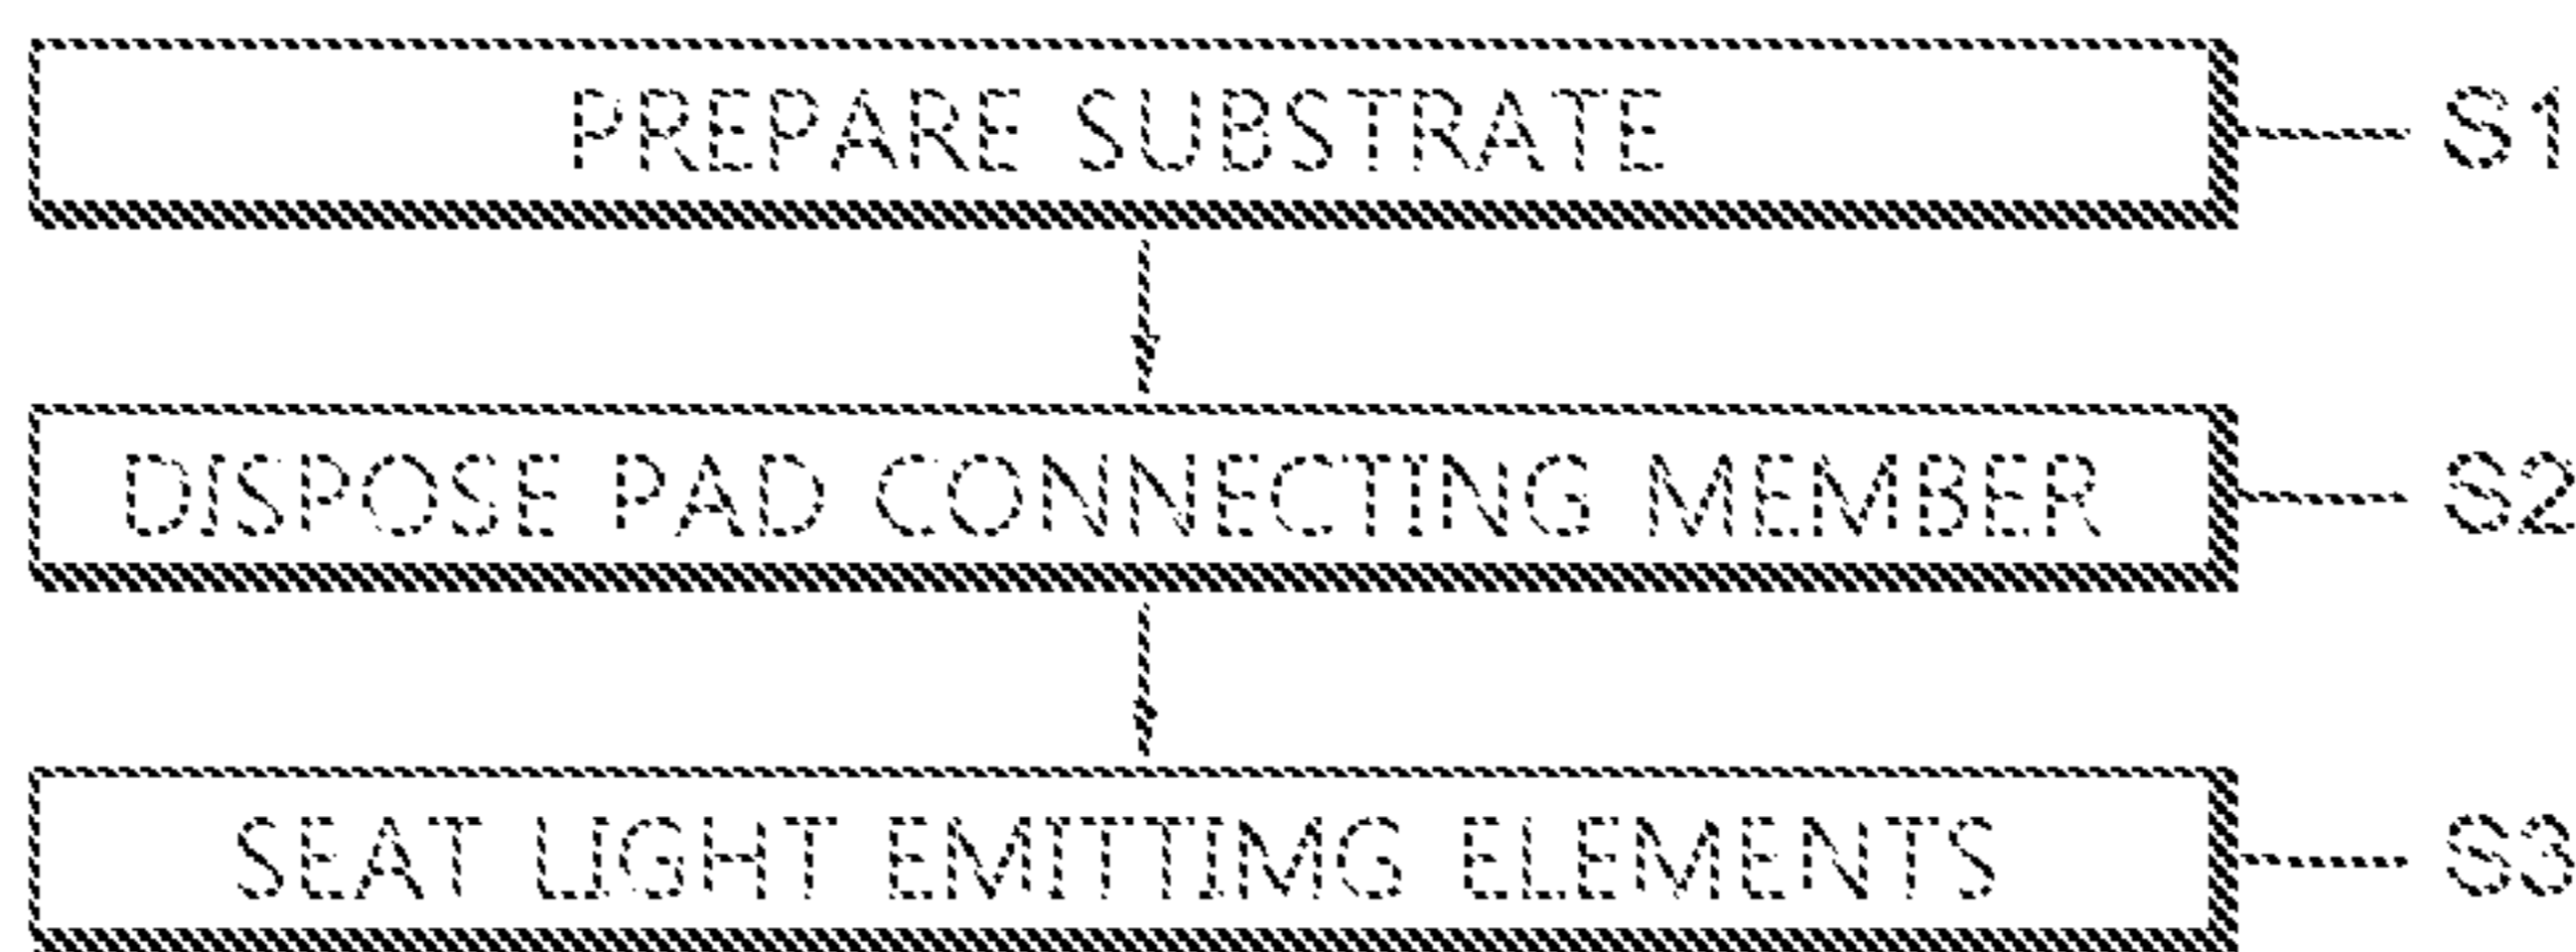 PREPARE SUBSTRATE S1
DISPOSE PAD CONNECTING MEMBER S2
SEAT LIGHT EMITTIMG ELEMENTS S3